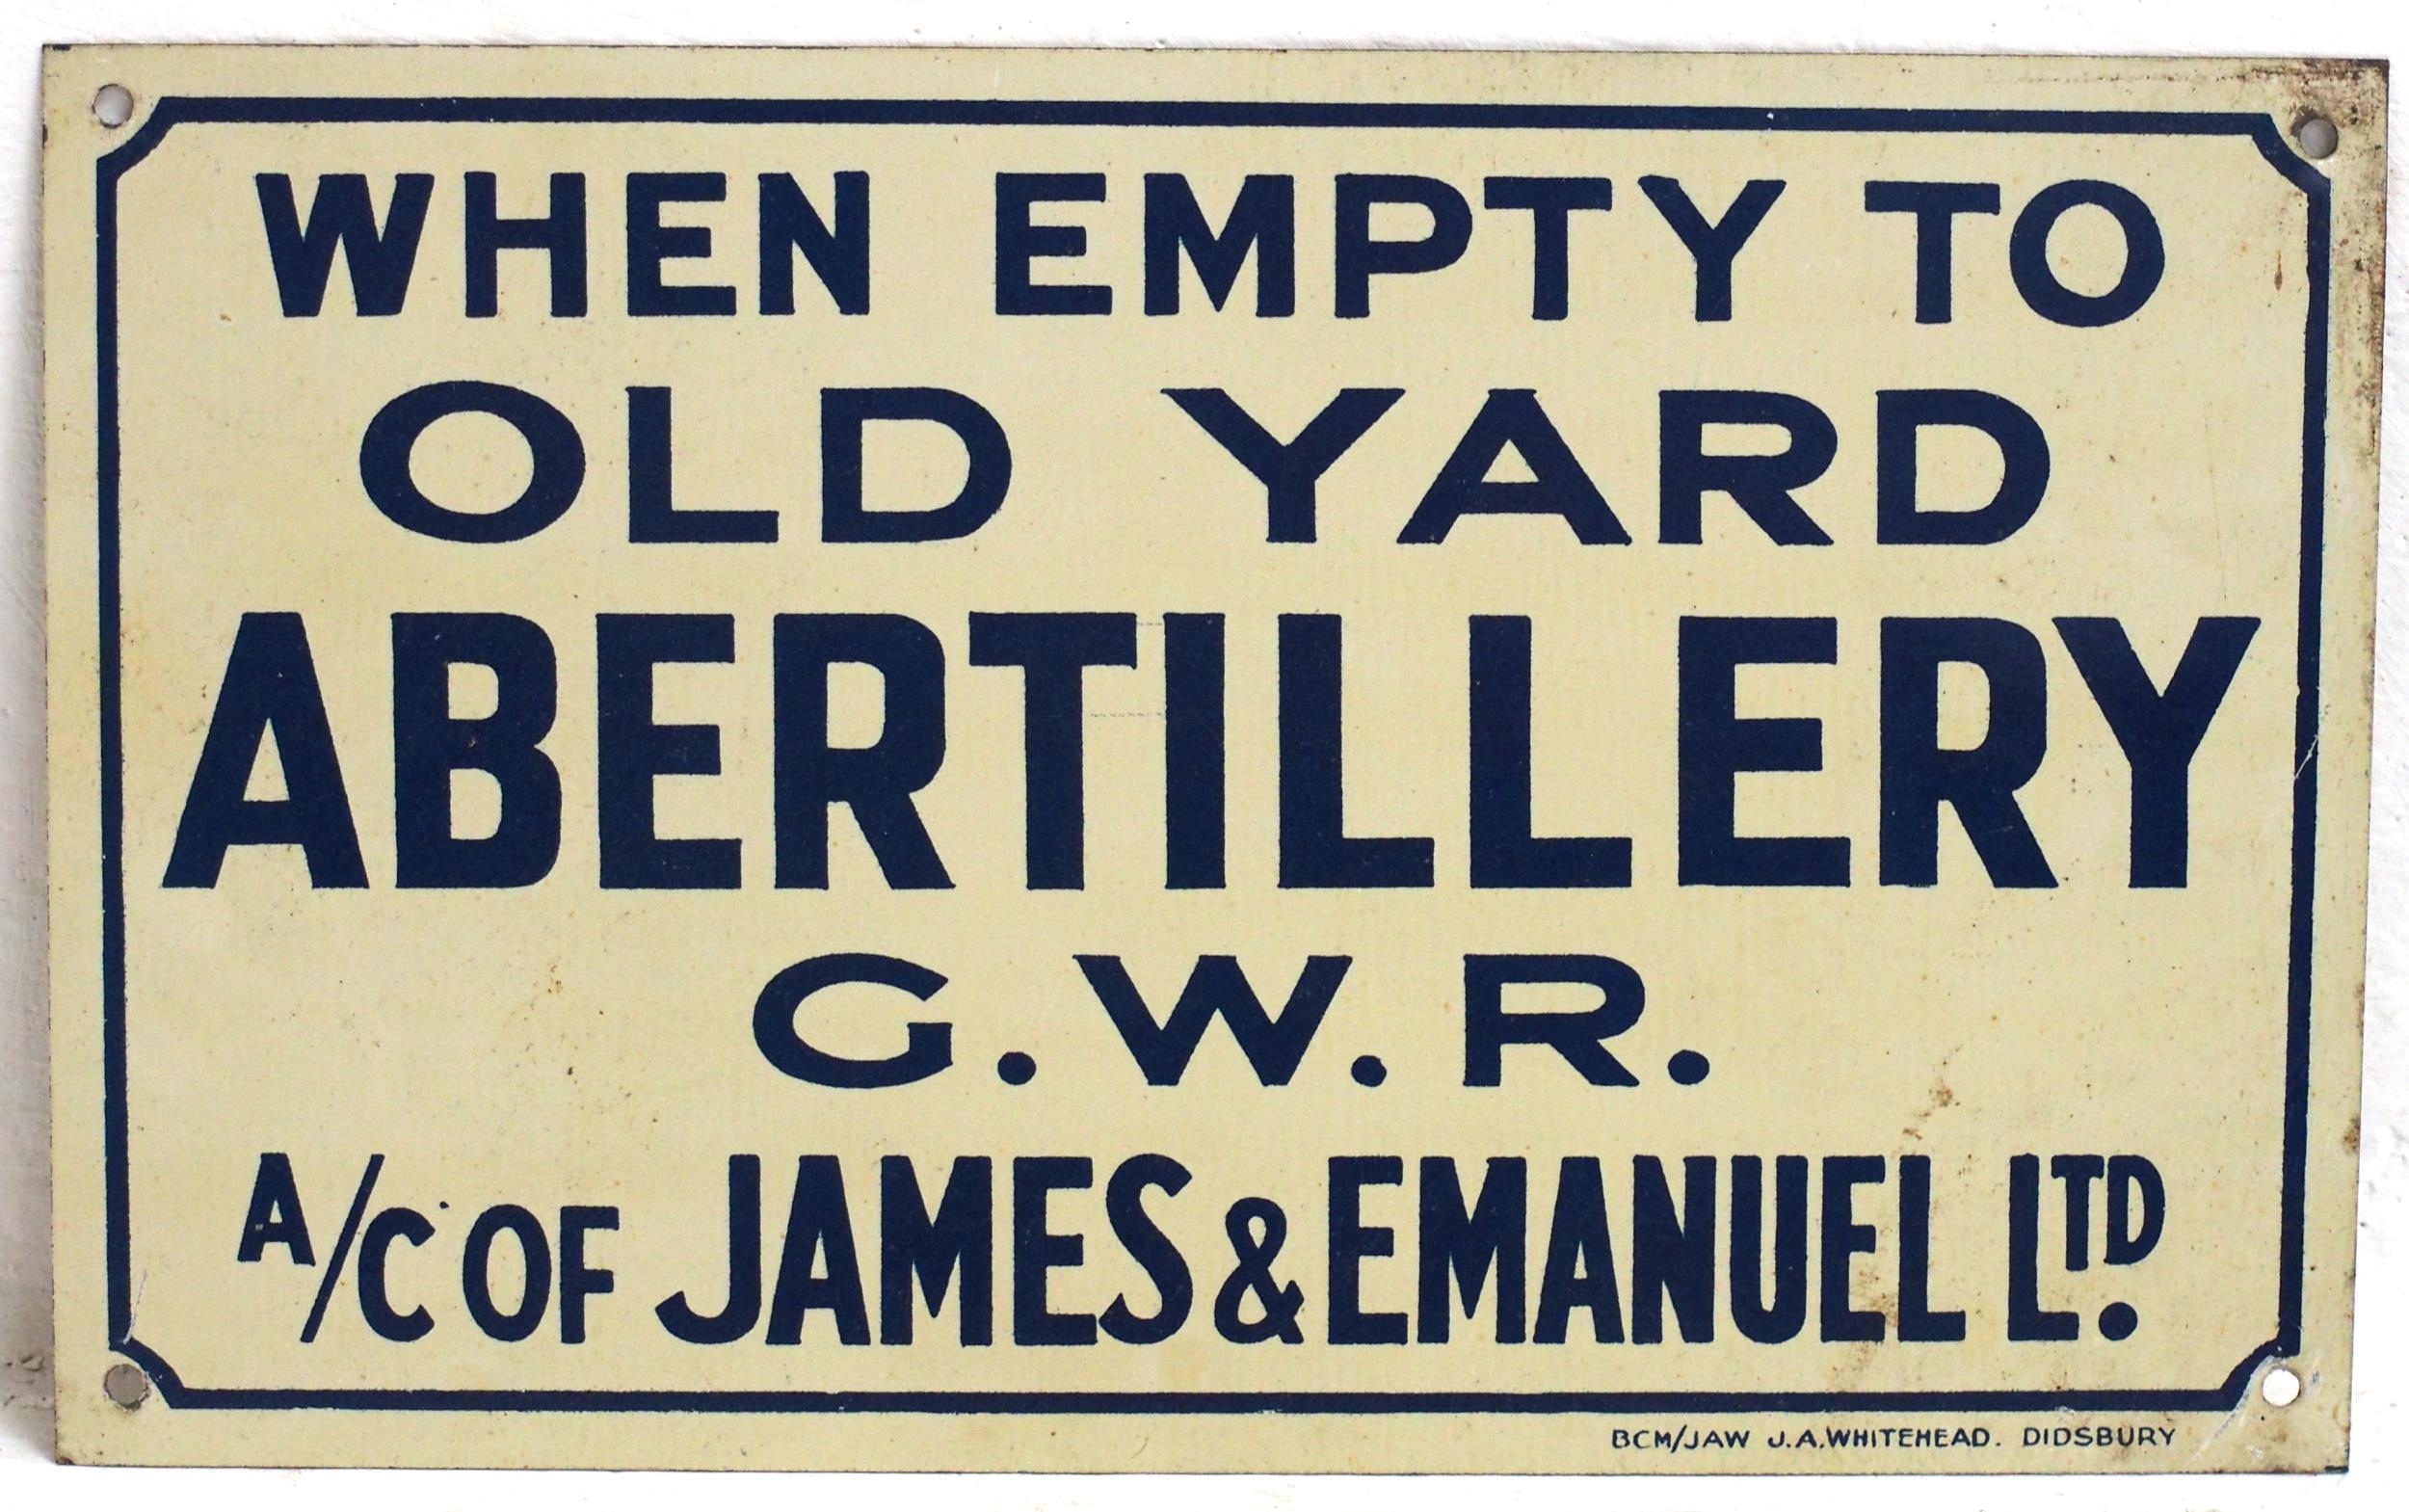 WHEN EMPTY TO
OLD YARD
ABERTILLERY
G.W.R.
A/C OF JAMES & EMANUEL LTD.
BCM/JAW J.A.WHITEHEAD. DIDSBURY